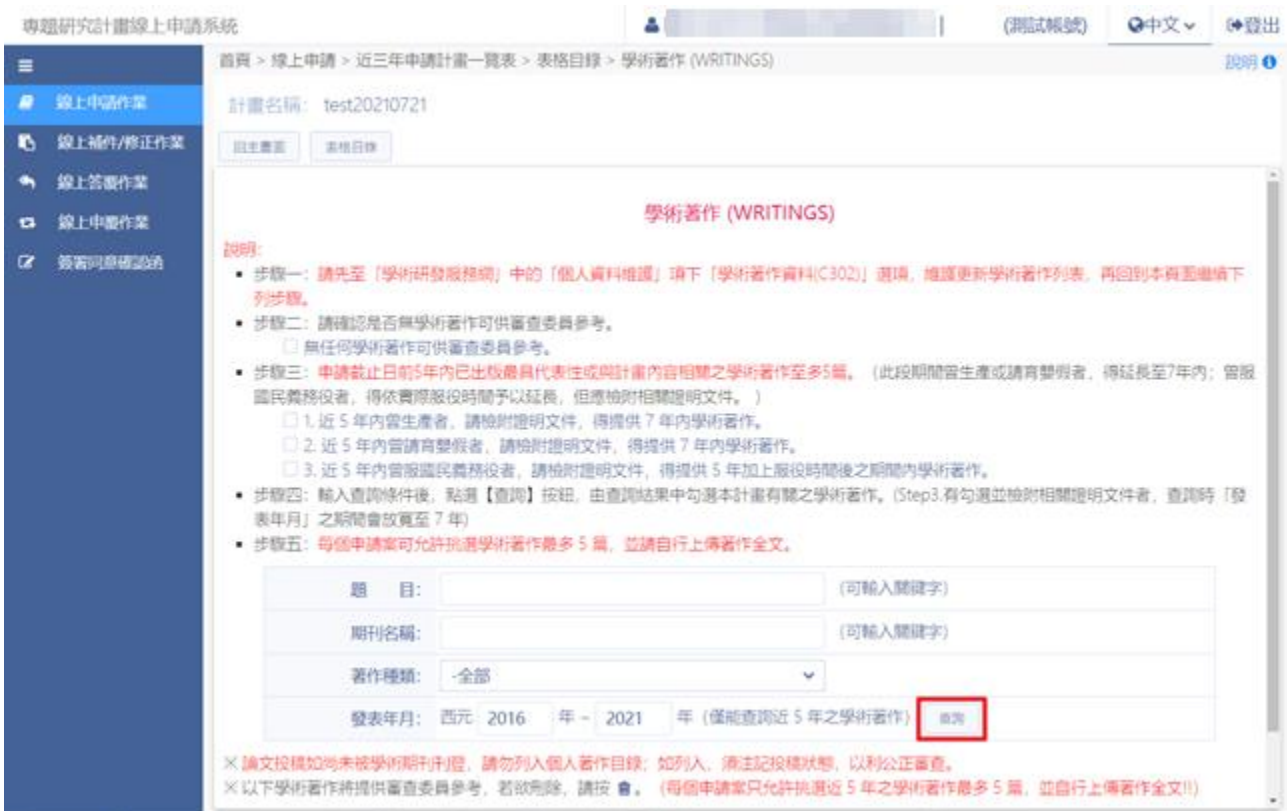 專題研究計畫線上申請系統
(測試帳號) 中文 登出
首頁 > 線上申請 > 近三年申請計畫一覽表 > 表格目錄 > 學術著作 (WRITINGS) 說明
線上申請作業
計畫名稱: test20210721
線上補件/修正作業
回主畫面 表格目錄
線上答覆作業
線上申覆作業
簽署同意確認函
學術著作 (WRITINGS)
說明:
步驟一: 請先至「學術研發服務網」中的「個人資料維護」項下「學術著作資料(C302)」選項,維護更新學術著作列表,再回到本頁面繼續下
列步驟。
步驟二: 請確認是否無學術著作可供審查委員參考。
無任何學術著作可供審查委員參考。
步驟三: 申請截止日前5年內已出版最具代表性或與計畫內容相關之學術著作至多5篇。(此段期間曾生產或請育嬰假者,得延長至7年內;曾服
國民義務役者,得依實際服役時間予以延長,但應檢附相關證明文件。)
1. 近 5 年內曾生產者,請檢附證明文件,得提供 7 年內學術著作。
2. 近 5 年內曾請育嬰假者,請檢附證明文件,得提供 7 年內學術著作。
3. 近 5 年內曾服國民義務役者,請檢附證明文件,得提供 5 年加上服役時間後之期間內學術著作。
步驟四: 輸入查詢條件後,點選【查詢】按鈕,由查詢結果中勾選本計畫有關之學術著作。(Step3.有勾選並檢附相關證明文件者,查詢時「發
表年月」之期間會放寬至 7 年)
步驟五: 每個申請案可允許挑選學術著作最多 5 篇,並請自行上傳著作全文。
題 目: (可輸入關鍵字)
期刊名稱: (可輸入關鍵字)
著作種類: -全部
發表年月: 西元 2016 年 ~ 2021 年 (僅能查詢近 5 年之學術著作) 查詢
※ 論文投稿如尚未被學術期刊刊登,請勿列入個人著作目錄;如列入,須註記投稿狀態,以利公正審查。
※ 以下學術著作將提供審查委員參考,若欲刪除,請按 。(每個申請案只允許挑選近 5 年之學術著作最多 5 篇,並自行上傳著作全文!!)